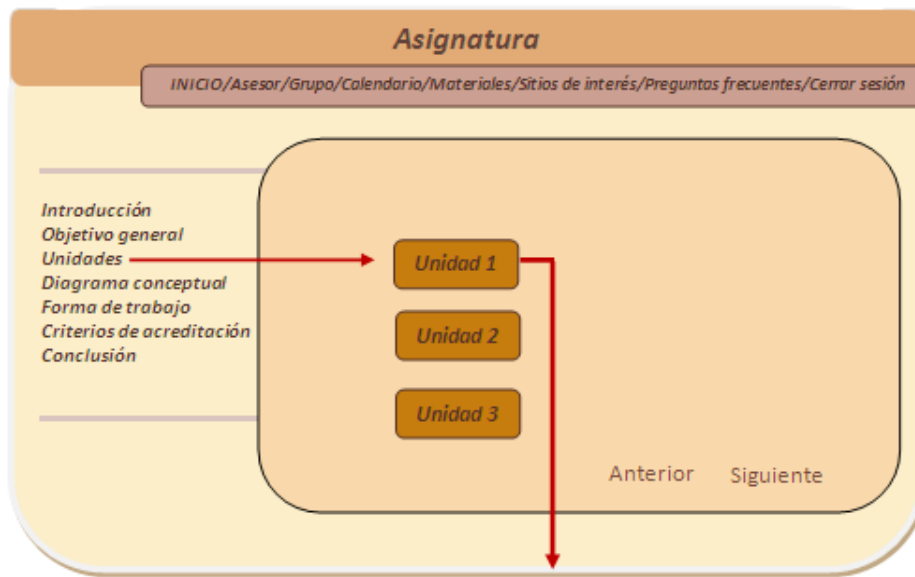 Asignatura
INICIO/Asesor/Grupo/Calendario/Materiales/Sitios de interés/Preguntas frecuentes/Cerrar sesión
Introducción
Objetivo general
Unidades
Diagrama conceptual
Forma de trabajo
Criterios de acreditación
Conclusión
Unidad 1
Unidad 2
Unidad 3
Anterior Siguiente